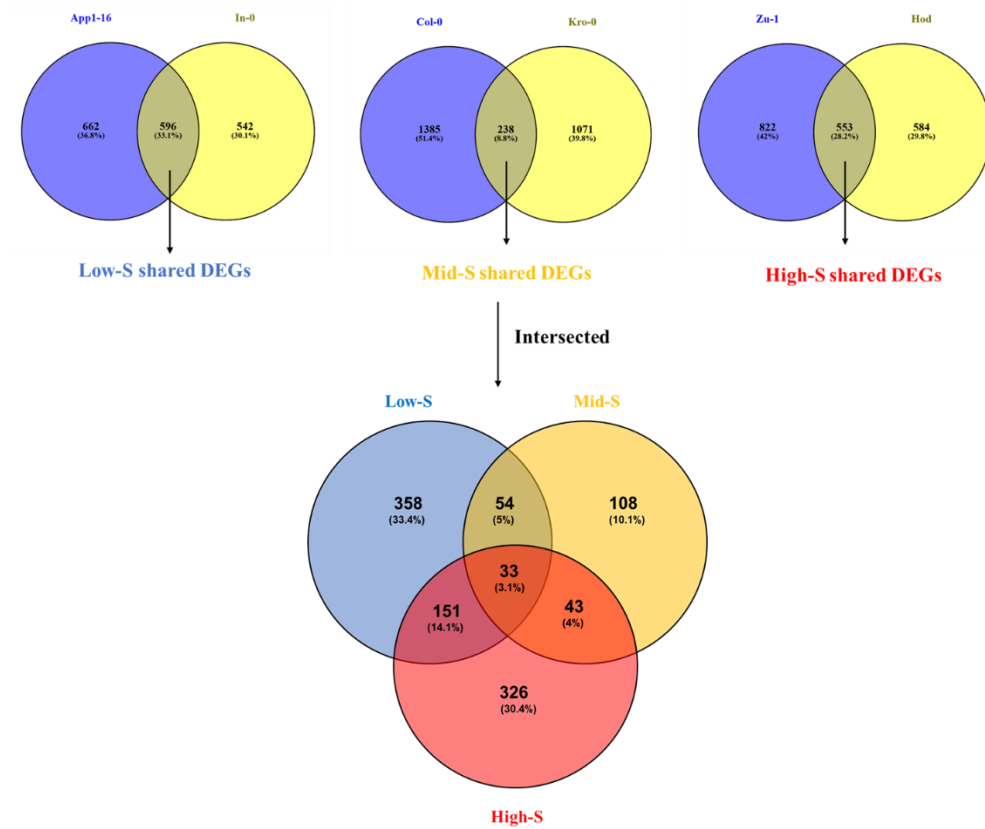 App1-16 In-0
662 596 542
(36.8%) (33.1%) (30.1%)
Low-S shared DEGs
Col-0 Kro-0
1385 238 1071
(51.4%) (8.8%) (39.8%)
Mid-S shared DEGs
Zu-1 Hod
822 553 584
(42%) (28.2%) (29.8%)
High-S shared DEGs
Intersected
Low-S Mid-S
358 54 108
(33.4%) (5%) (10.1%)
33
(3.1%)
151 43
(14.1%) (4%)
326
(30.4%)
High-S